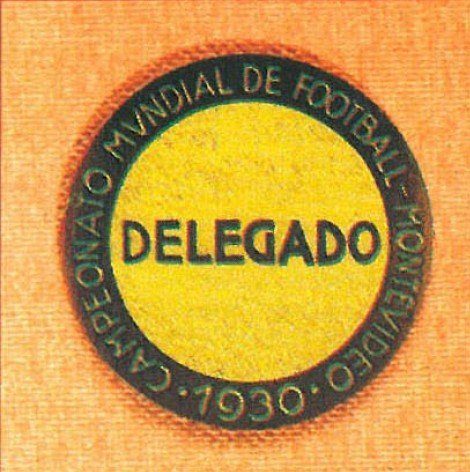 CAMPEONATO MVNDIAL DE FOOTBALL - MONTEVIDEO
DELEGADO
· 1930 ·